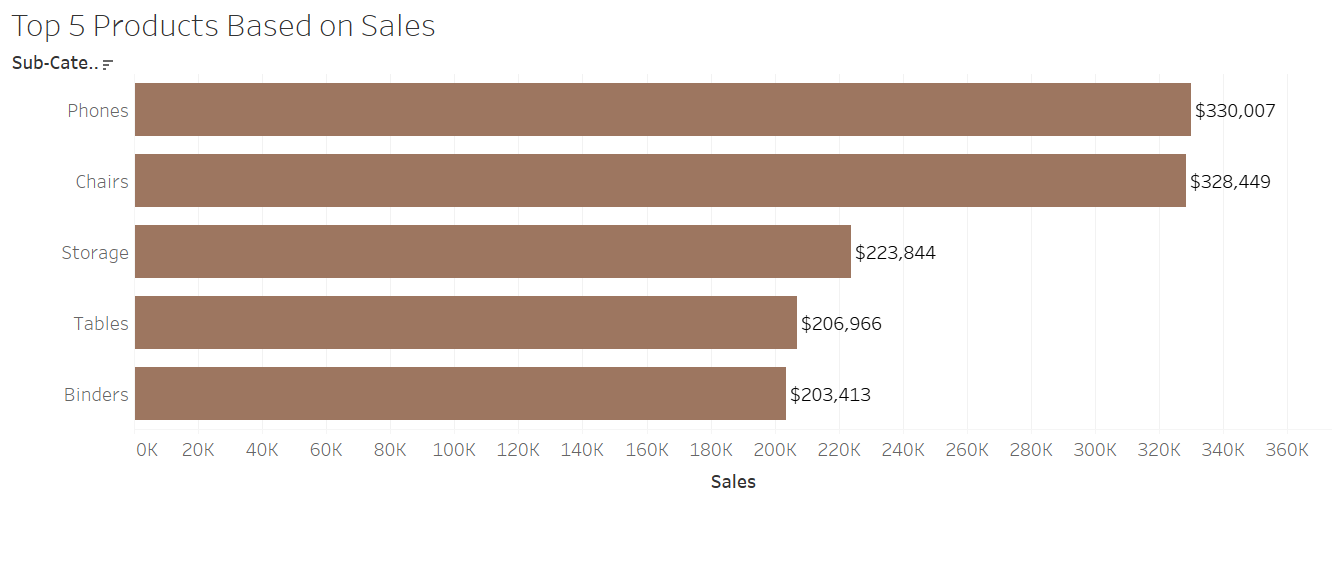 Top 5 Products Based on Sales
Sub-Cate..
Phones $330,007
Chairs $328,449
Storage $223,844
Tables $206,966
Binders $203,413
0K 20K 40K 60K 80K 100K 120K 140K 160K 180K 200K 220K 240K 260K 280K 300K 320K 340K 360K
Sales